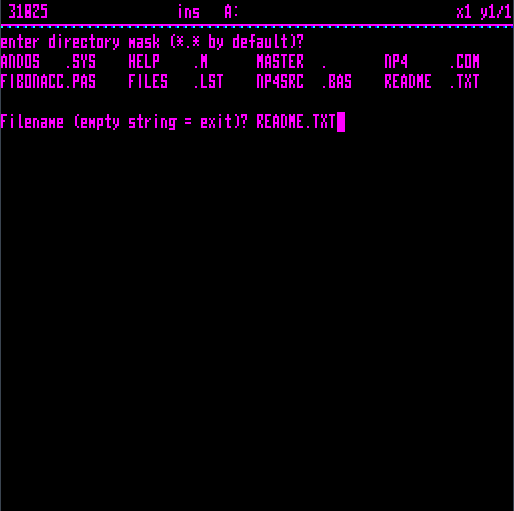 31025 ins A: x1 y1/1
enter directory mask (*.* by default)?
ANDOS .SYS HELP .M MASTER . NP4 .COM
FIBONACC.PAS FILES .LST NP4SRC .BAS README .TXT
Filename (empty string = exit)? README.TXT